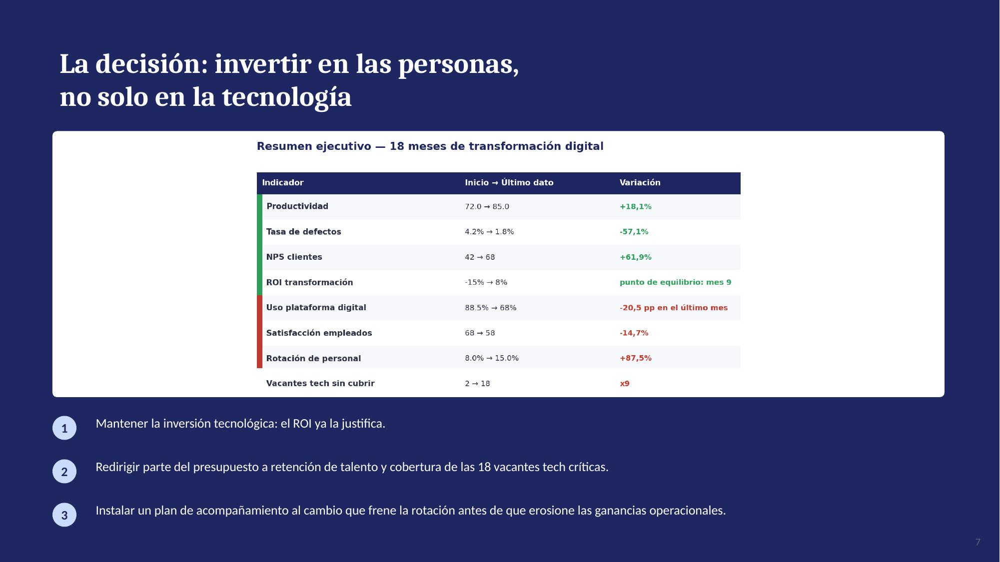 La decisión: invertir en las personas,
no solo en la tecnología
Resumen ejecutivo — 18 meses de transformación digital
Indicador Inicio → Último dato Variación
Productividad 72.0 → 85.0 +18,1%
Tasa de defectos 4.2% → 1.8% -57,1%
NPS clientes 42 → 68 +61,9%
ROI transformación -15% → 8% punto de equilibrio: mes 9
Uso plataforma digital 88.5% → 68% -20,5 pp en el último mes
Satisfacción empleados 68 → 58 -14,7%
Rotación de personal 8.0% → 15.0% +87,5%
Vacantes tech sin cubrir 2 → 18 x9
1 Mantener la inversión tecnológica: el ROI ya la justifica.
2 Redirigir parte del presupuesto a retención de talento y cobertura de las 18 vacantes tech críticas.
3 Instalar un plan de acompañamiento al cambio que frene la rotación antes de que erosione las ganancias operacionales.
7